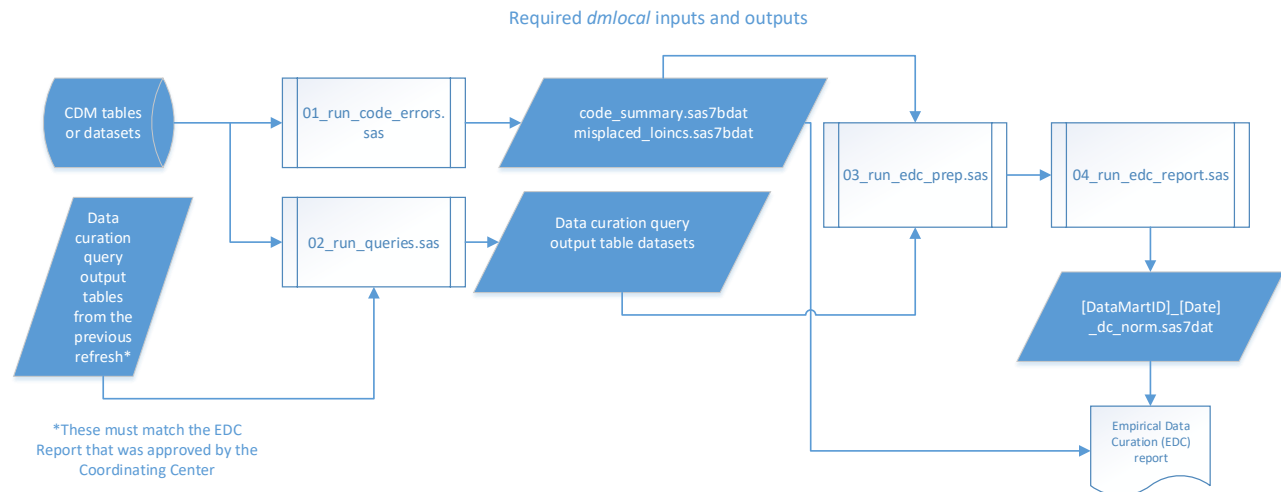 Required dmlocal inputs and outputs
CDM tables
or datasets
01_run_code_errors.
sas
code_summary.sas7bdat
misplaced_loincs.sas7bdat
03_run_edc_prep.sas
04_run_edc_report.sas
Data
curation
query
output
tables
from the
previous
refresh*
02_run_queries.sas
Data curation query
output table datasets
[DataMartID]_[Date]
_dc_norm.sas7dat
*These must match the EDC
Report that was approved by the
Coordinating Center
Empirical Data
Curation (EDC)
report